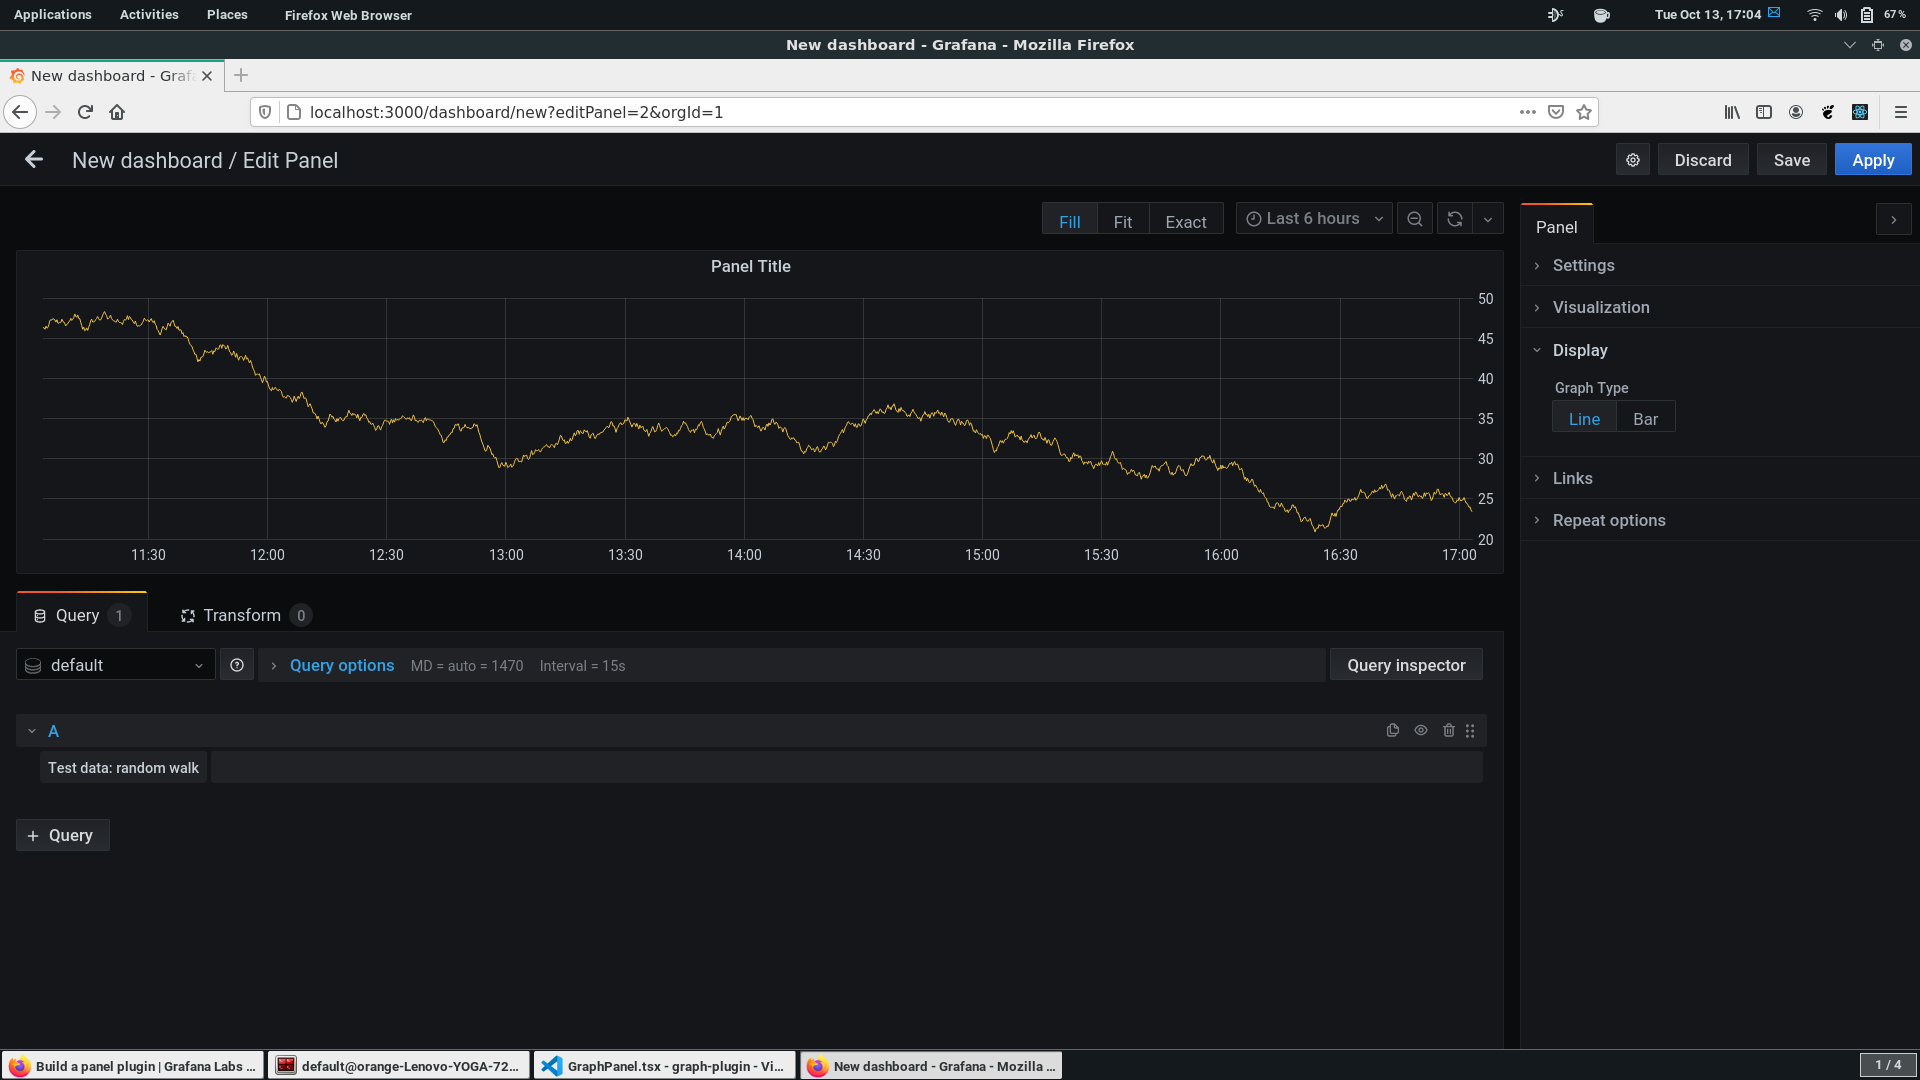 Applications Activities Places Firefox Web Browser Tue Oct 13, 17:04 67%
New dashboard - Grafana - Mozilla Firefox
New dashboard - Graf
localhost:3000/dashboard/new?editPanel=2&orgId=1
New dashboard / Edit Panel Discard Save Apply
Fill Fit Exact Last 6 hours
Panel
Settings
Visualization
Display
Graph Type
Line Bar
Links
Repeat options
Panel Title
50
45
40
35
30
25
20
11:30 12:00 12:30 13:00 13:30 14:00 14:30 15:00 15:30 16:00 16:30 17:00
Query 1 Transform 0
default Query options MD = auto = 1470 Interval = 15s Query inspector
A
Test data: random walk
+ Query
Build a panel plugin | Grafana Labs ... default@orange-Lenovo-YOGA-72... GraphPanel.tsx - graph-plugin - Vi... New dashboard - Grafana - Mozilla ... 1 / 4